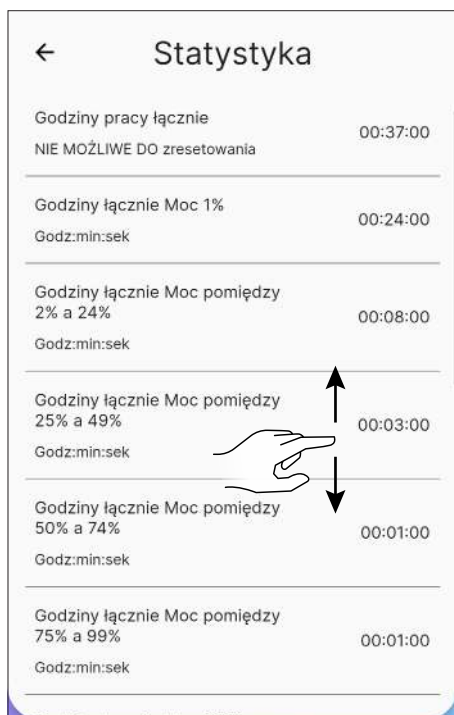 Statystyka
Godziny pracy łącznie
NIE MOŻLIWE DO zresetowania
00:37:00
Godziny łącznie Moc 1%
Godz:min:sek
00:24:00
Godziny łącznie Moc pomiędzy
2% a 24%
Godz:min:sek
00:08:00
Godziny łącznie Moc pomiędzy
25% a 49%
Godz:min:sek
00:03:00
Godziny łącznie Moc pomiędzy
50% a 74%
Godz:min:sek
00:01:00
Godziny łącznie Moc pomiędzy
75% a 99%
Godz:min:sek
00:01:00